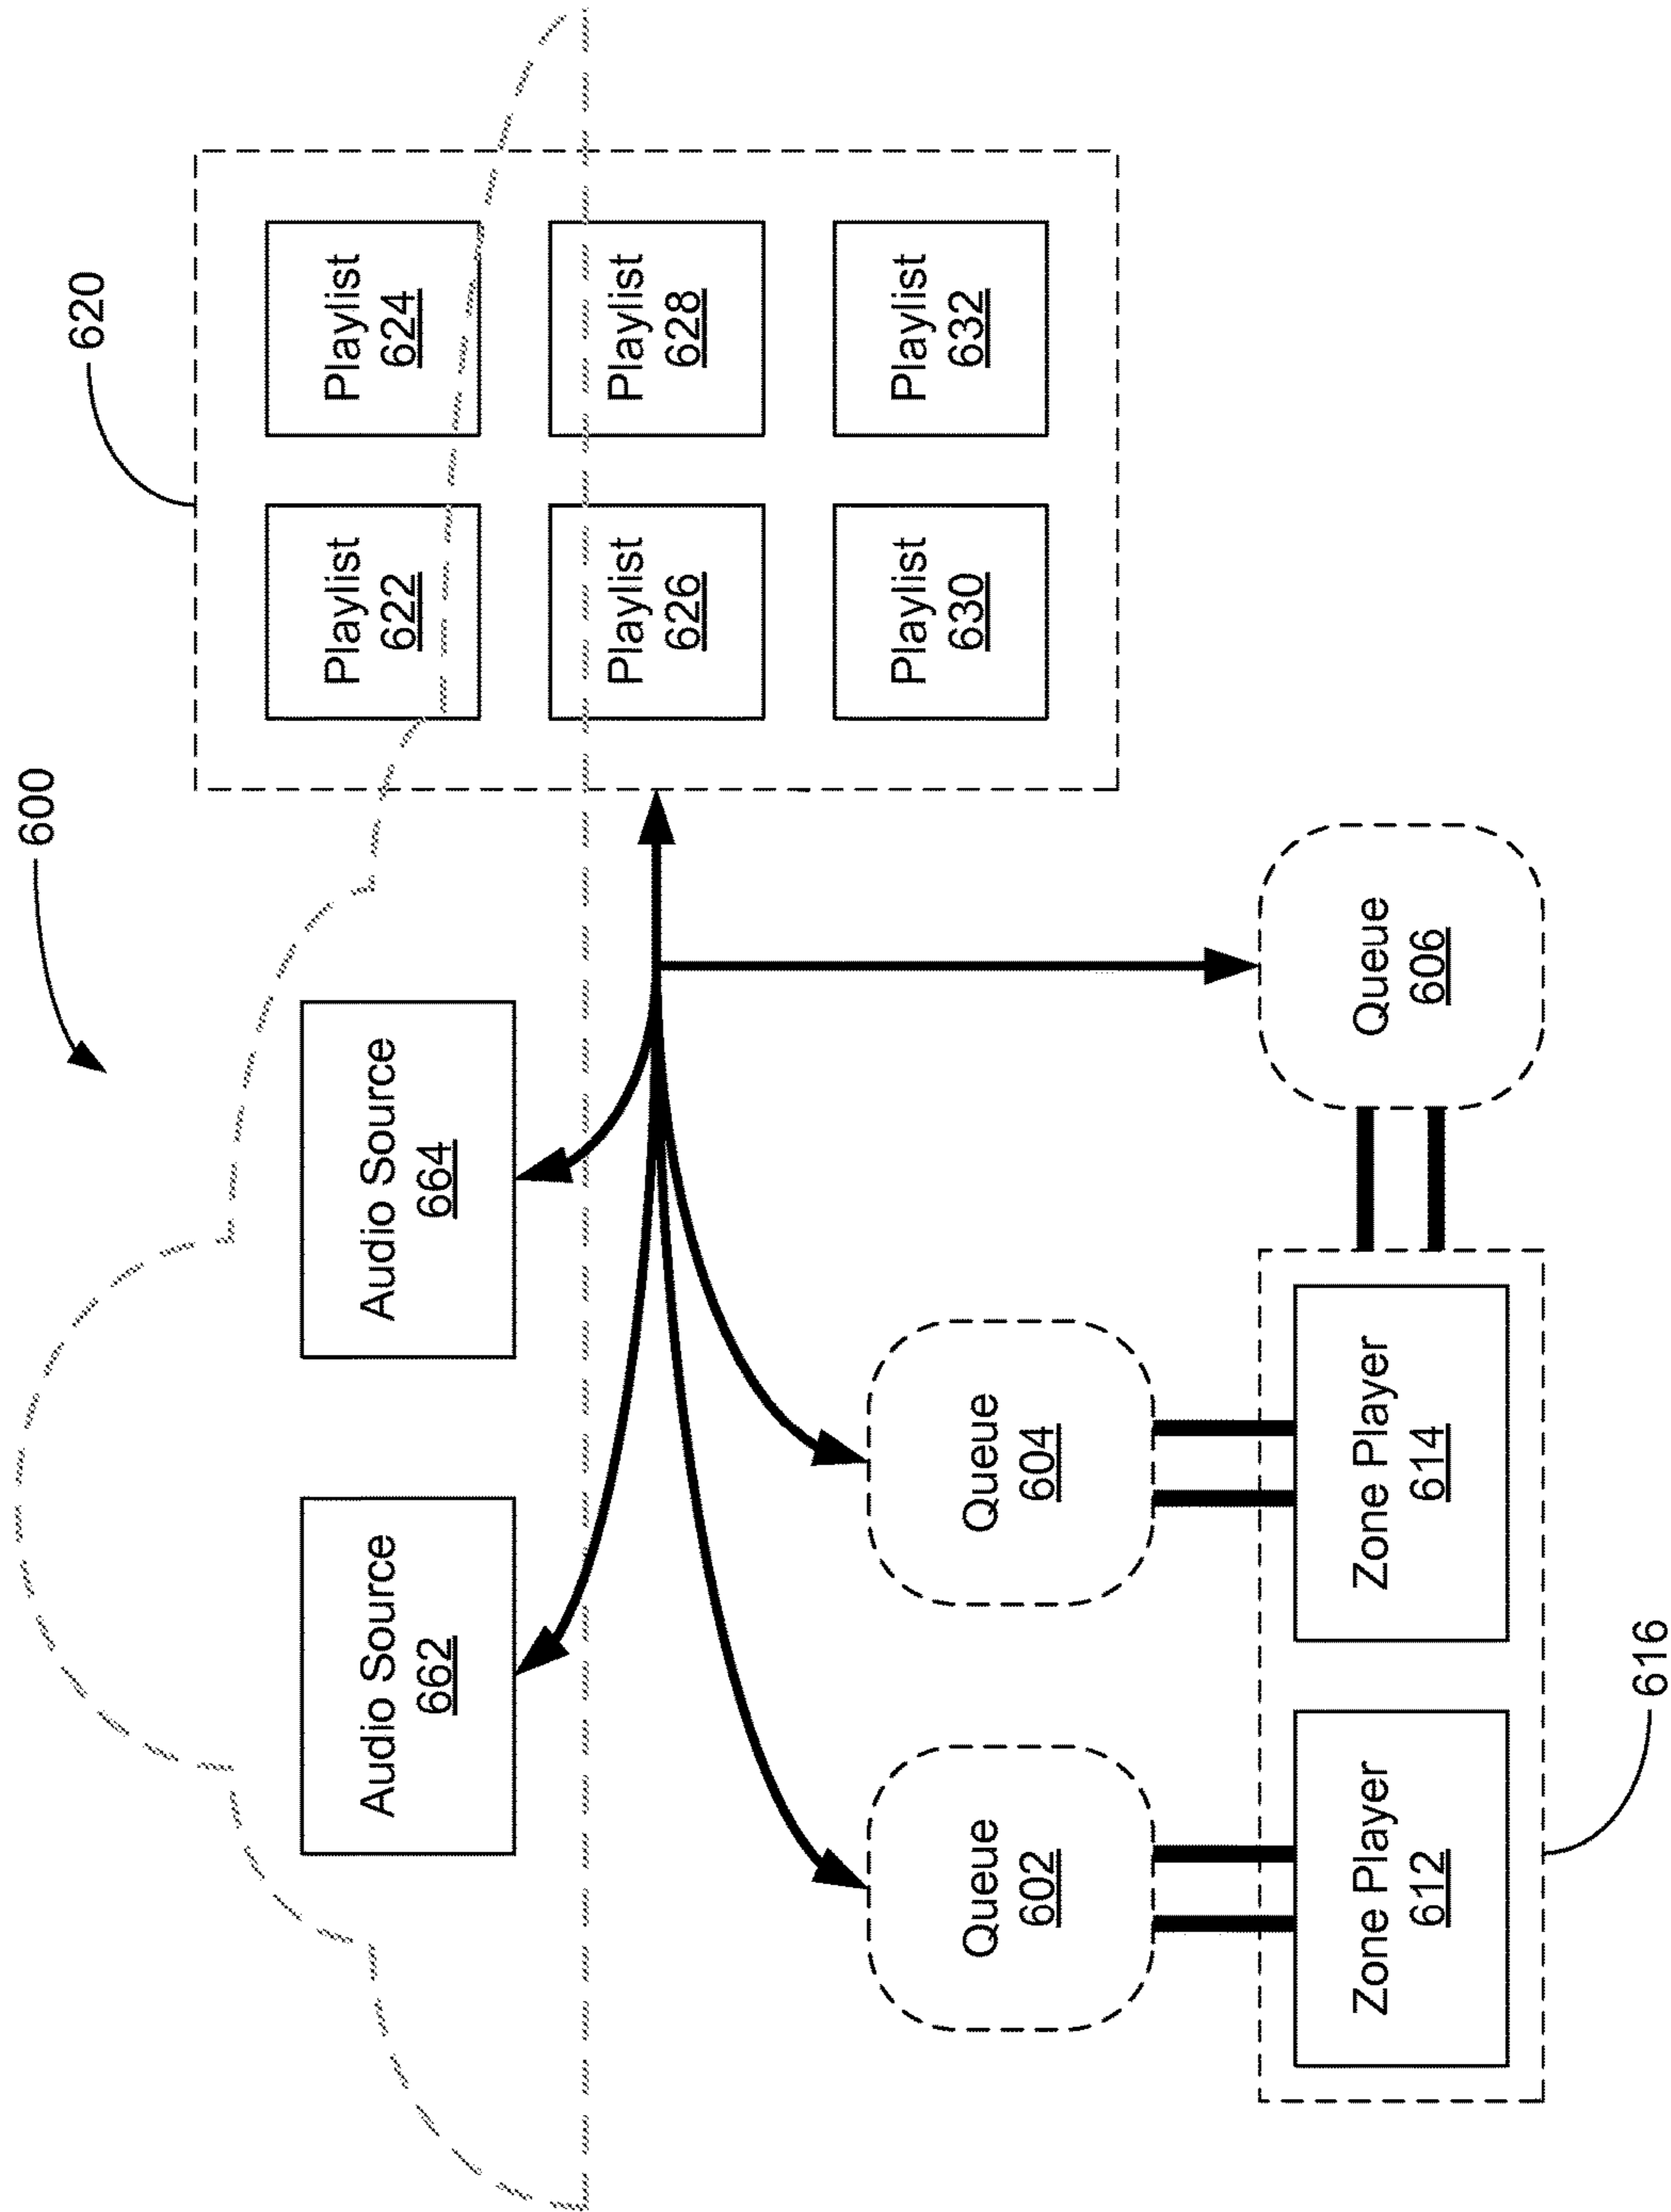 600
620
Audio Source
662
Audio Source
664
Playlist
622
Playlist
624
Playlist
626
Playlist
628
Playlist
630
Playlist
632
Queue
602
Queue
604
Queue
606
Zone Player
612
Zone Player
614
616